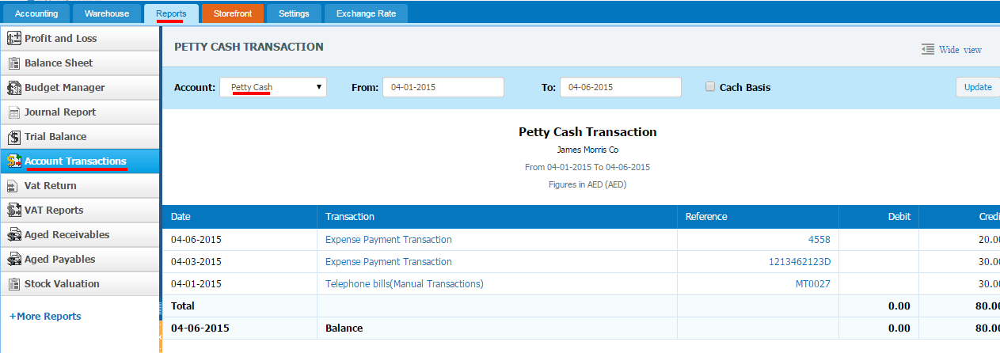 Accounting Warehouse Reports Storefront Settings Exchange Rate
Profit and Loss
Balance Sheet
Budget Manager
Journal Report
Trial Balance
Account Transactions
Vat Return
VAT Reports
Aged Receivables
Aged Payables
Stock Valuation
+More Reports
PETTY CASH TRANSACTION
Wide view
Account: Petty Cash From: 04-01-2015 To: 04-06-2015 Cach Basis Update
Petty Cash Transaction
James Morris Co
From 04-01-2015 To 04-06-2015
Figures in AED (AED)
Date Transaction Reference Debit Credi
04-06-2015 Expense Payment Transaction 4558 20.00
04-03-2015 Expense Payment Transaction 1213462123D 30.00
04-01-2015 Telephone bills(Manual Transactions) MT0027 30.00
Total 0.00 80.00
04-06-2015 Balance 0.00 80.00